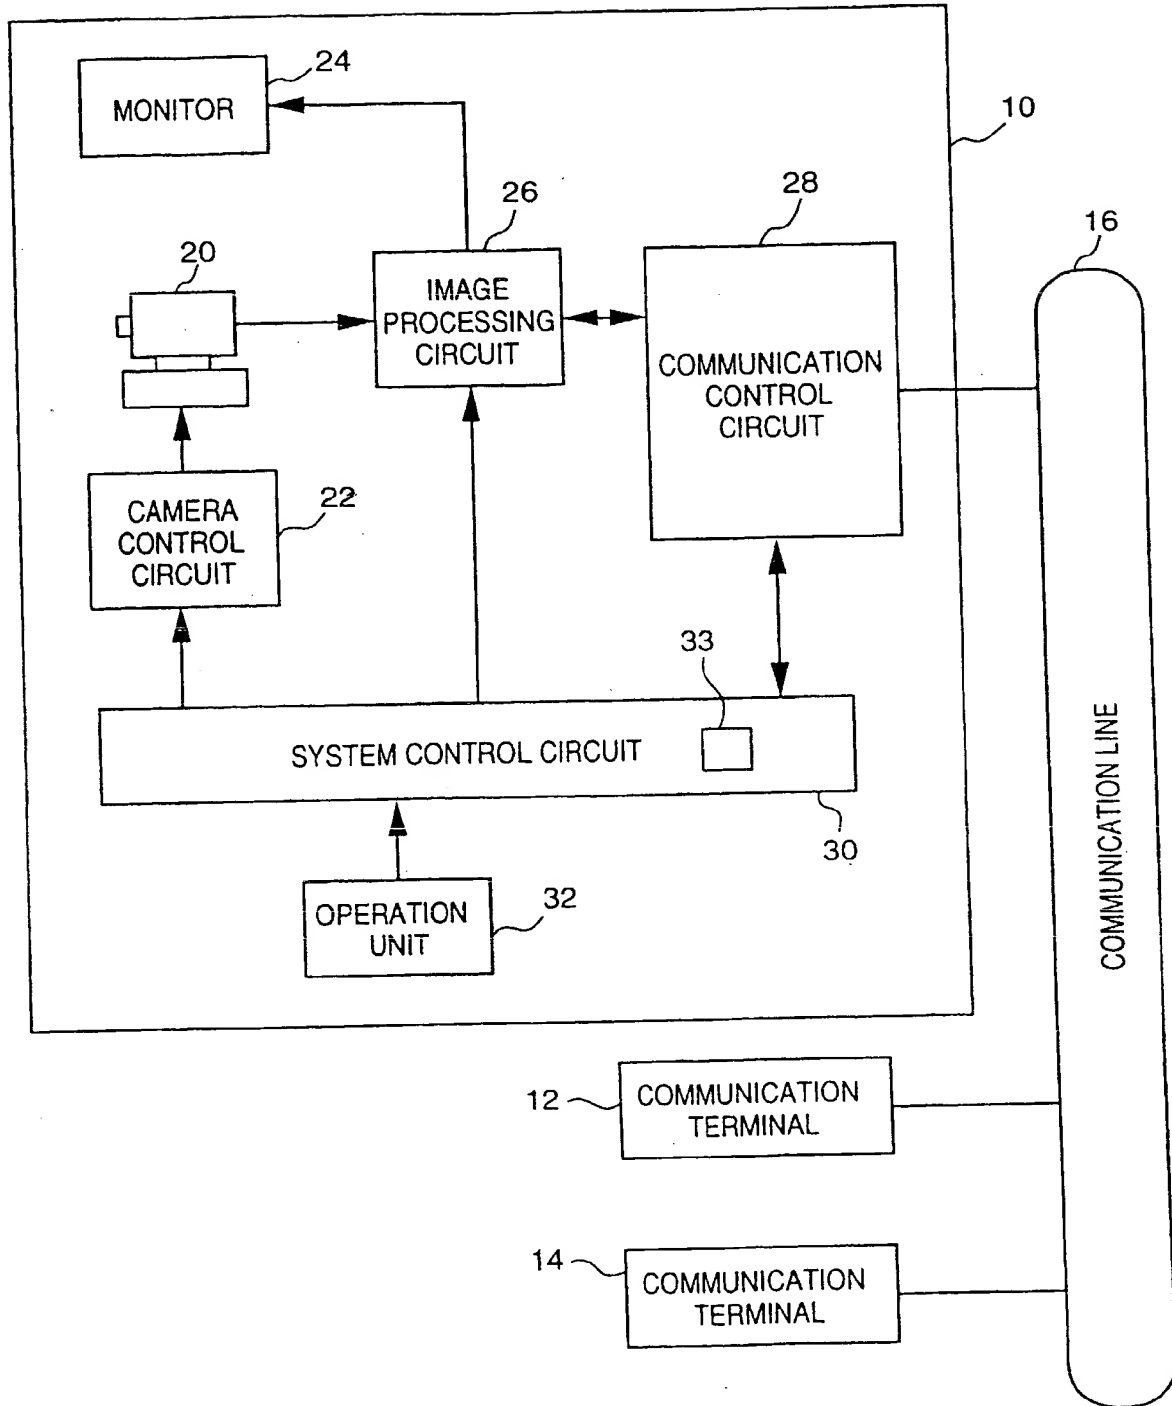 24
MONITOR
10
28
26
16
20
IMAGE
PROCESSING
CIRCUIT
COMMUNICATION
CONTROL
CIRCUIT
CAMERA
CONTROL
CIRCUIT
22
33
SYSTEM CONTROL CIRCUIT
30
OPERATION
UNIT
32
COMMUNICATION LINE
12
COMMUNICATION
TERMINAL
14
COMMUNICATION
TERMINAL